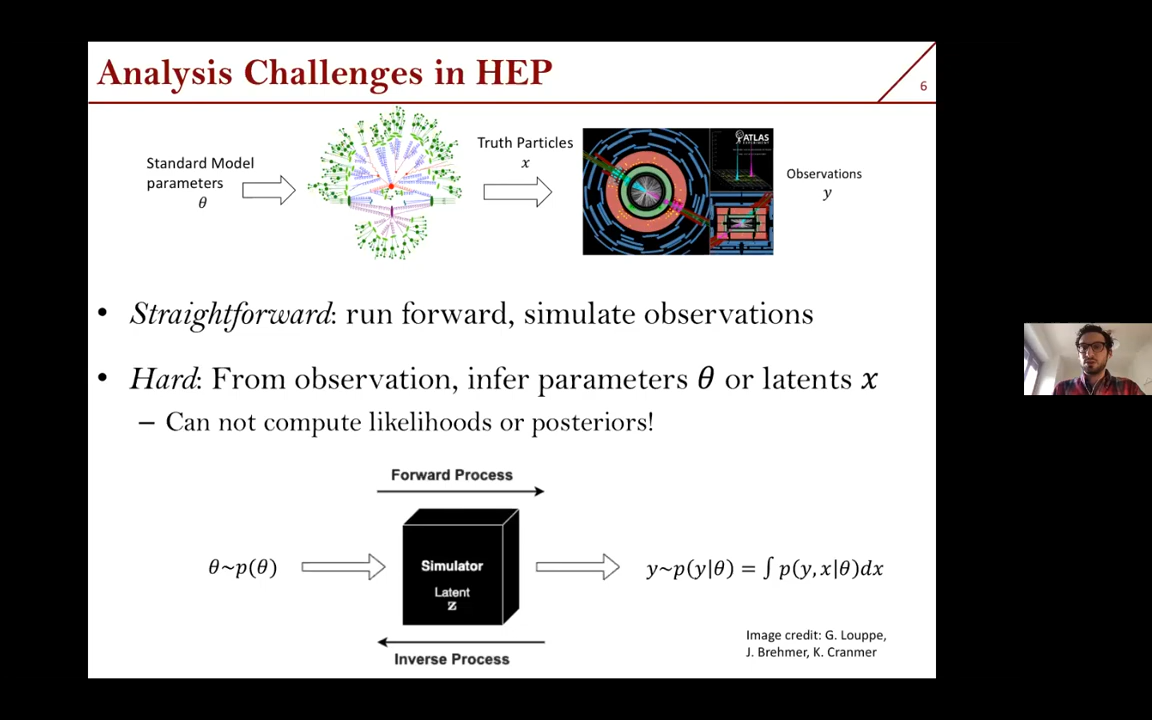 Analysis Challenges in HEP
6
Standard Model
parameters
θ
Truth Particles
x
ATLAS
EXPERIMENT
Observations
y
• Straightforward: run forward, simulate observations
• Hard: From observation, infer parameters θ or latents x
– Can not compute likelihoods or posteriors!
Forward Process
θ~p(θ)
Simulator
Latent
z
y~p(y|θ) = ∫ p(y, x|θ)dx
Inverse Process
Image credit: G. Louppe,
J. Brehmer, K. Cranmer